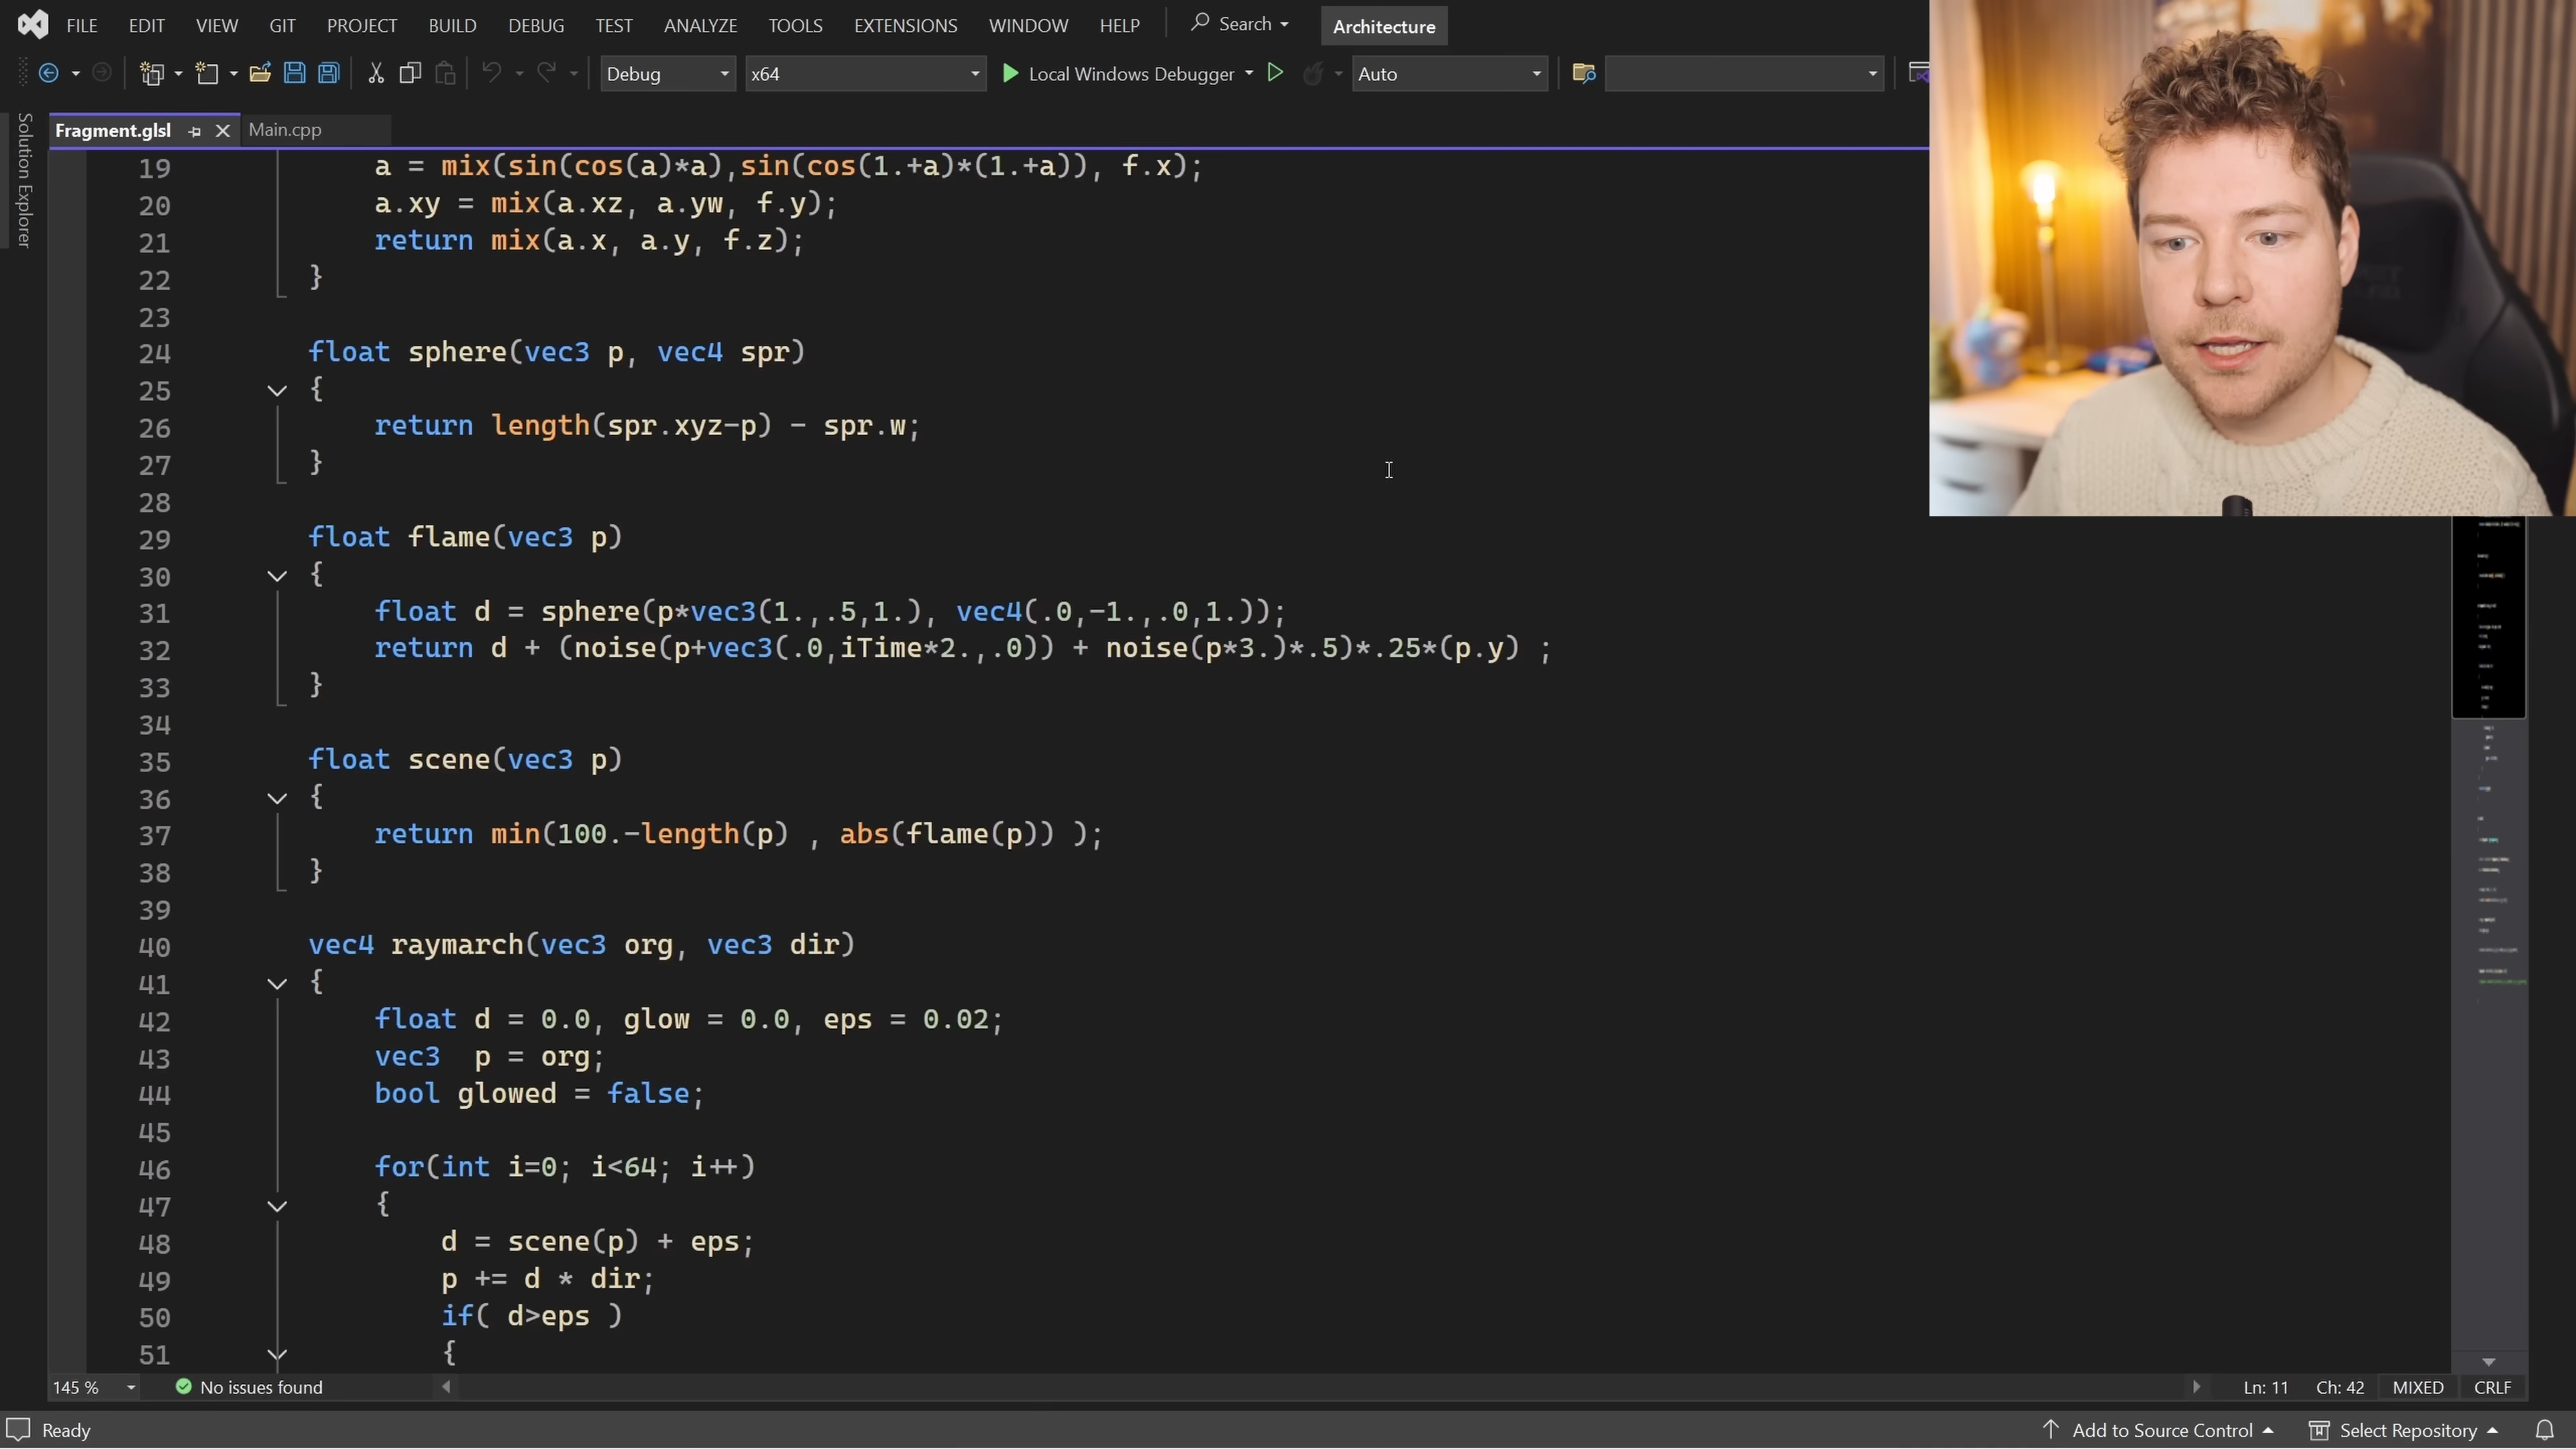 FILE EDIT VIEW GIT PROJECT BUILD DEBUG TEST ANALYZE TOOLS EXTENSIONS WINDOW HELP Search Architecture
Debug x64 Local Windows Debugger Auto
Solution Explorer
Fragment.glsl Main.cpp
19 a = mix(sin(cos(a)*a),sin(cos(1.+a)*(1.+a)), f.x);
20 a.xy = mix(a.xz, a.yw, f.y);
21 return mix(a.x, a.y, f.z);
22 }
23
24 float sphere(vec3 p, vec4 spr)
25 {
26 return length(spr.xyz-p) - spr.w;
27 }
28
29 float flame(vec3 p)
30 {
31 float d = sphere(p*vec3(1.,.5,1.), vec4(.0,-1.,.0,1.));
32 return d + (noise(p+vec3(.0,iTime*2.,.0)) + noise(p*3.)*.5)*.25*(p.y) ;
33 }
34
35 float scene(vec3 p)
36 {
37 return min(100.-length(p) , abs(flame(p)) );
38 }
39
40 vec4 raymarch(vec3 org, vec3 dir)
41 {
42 float d = 0.0, glow = 0.0, eps = 0.02;
43 vec3  p = org;
44 bool glowed = false;
45
46 for(int i=0; i<64; i++)
47 {
48 d = scene(p) + eps;
49 p += d * dir;
50 if( d>eps )
51 {
145 % No issues found Ln: 11 Ch: 42 MIXED CRLF
Ready Add to Source Control Select Repository